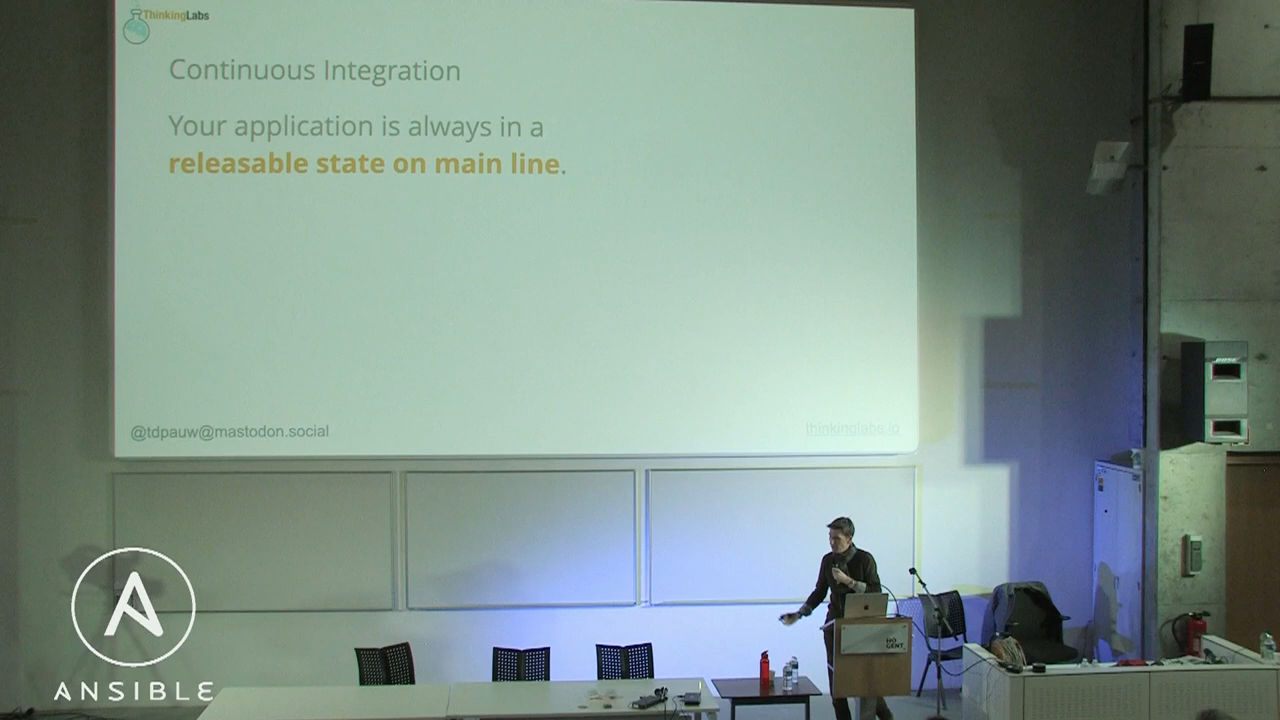 ThinkingLabs
Continuous Integration
Your application is always in a
releasable state on main line.
@tdpauw@mastodon.social
thinkinglabs.io
BOSE
HO
GENT
ANSIBLE